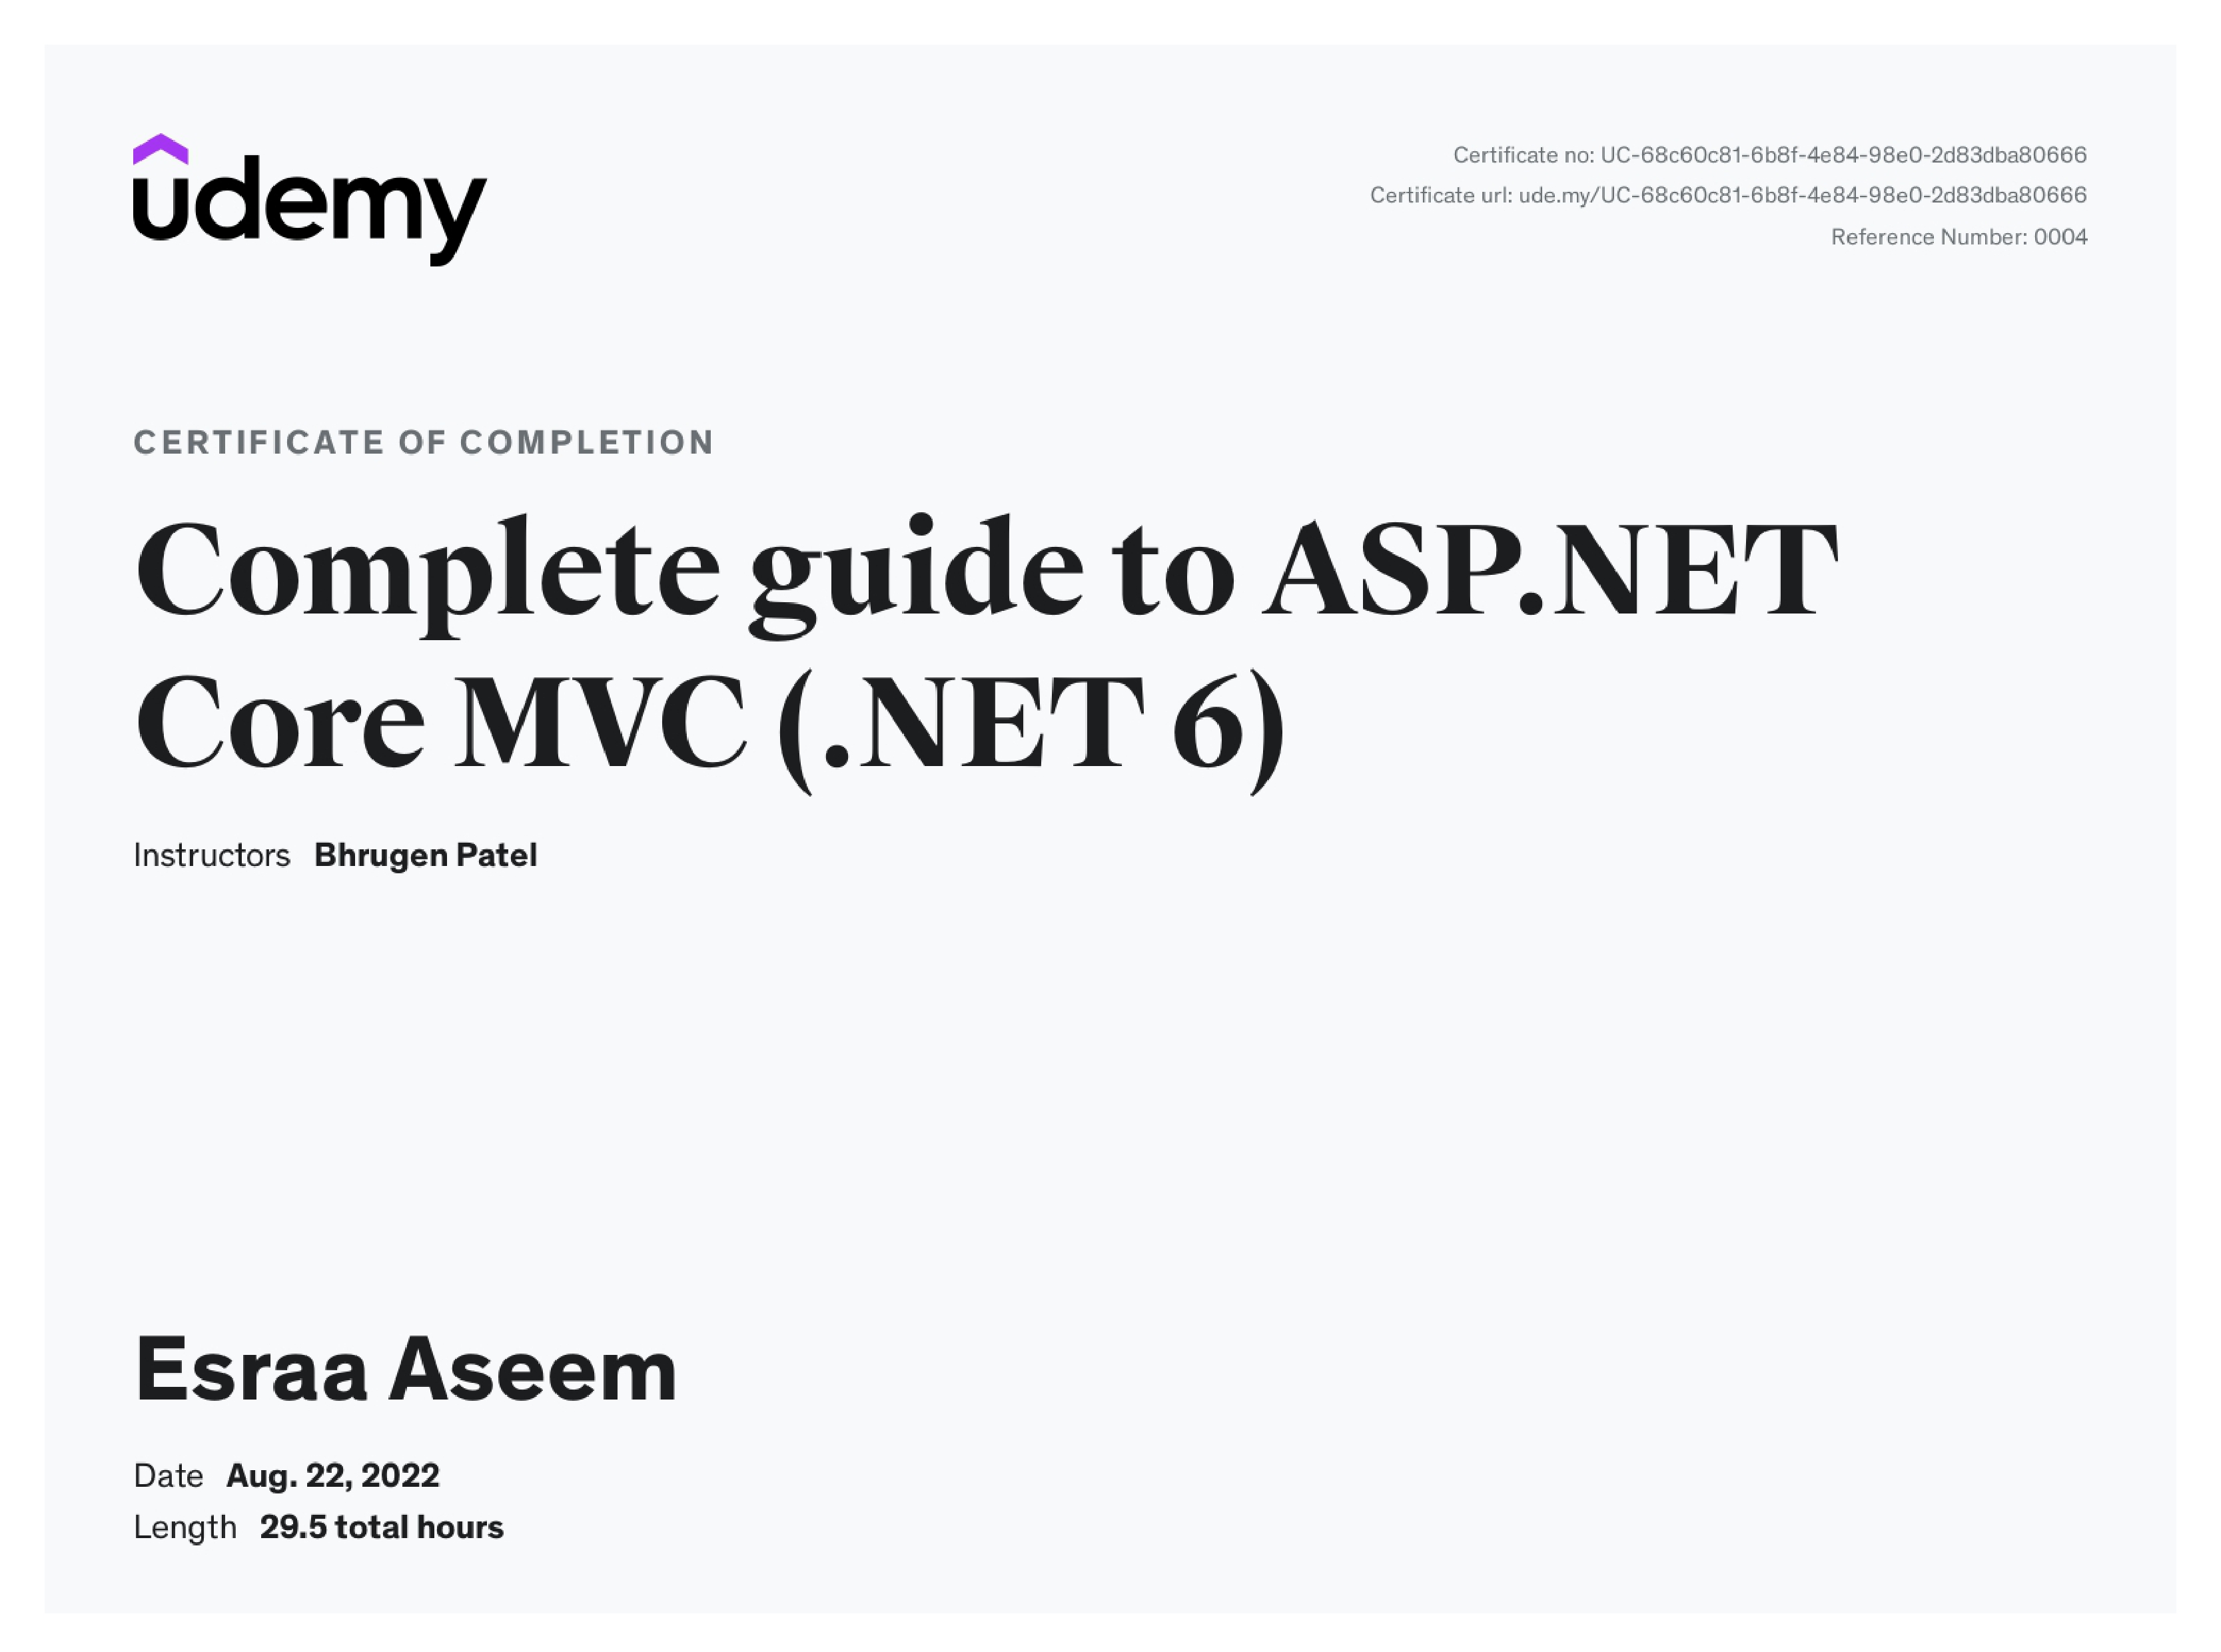 udemy
Certificate no: UC-68c60c81-6b8f-4e84-98e0-2d83dba80666
Certificate url: ude.my/UC-68c60c81-6b8f-4e84-98e0-2d83dba80666
Reference Number: 0004
CERTIFICATE OF COMPLETION
Complete guide to ASP.NET
Core MVC (.NET 6)
Instructors Bhrugen Patel
Esraa Aseem
Date Aug. 22, 2022
Length 29.5 total hours